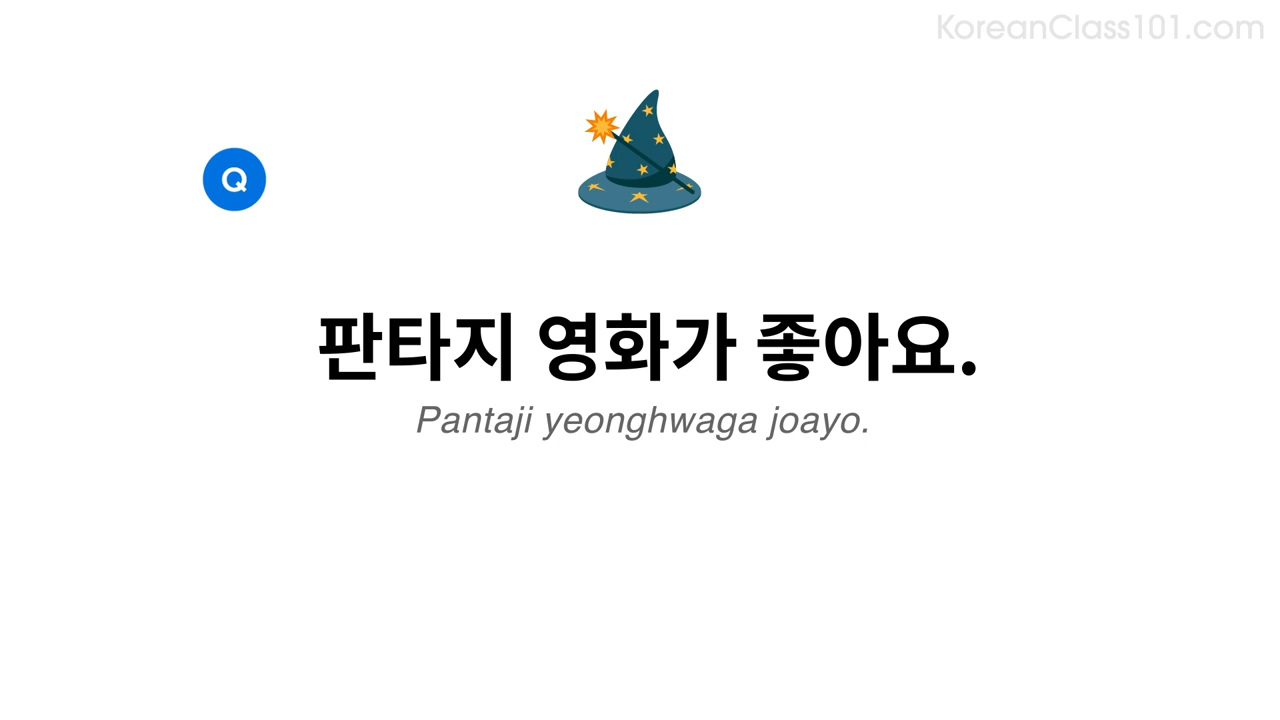 KoreanClass101.com
Q
판타지 영화가 좋아요.
Pantaji yeonghwaga joayo.